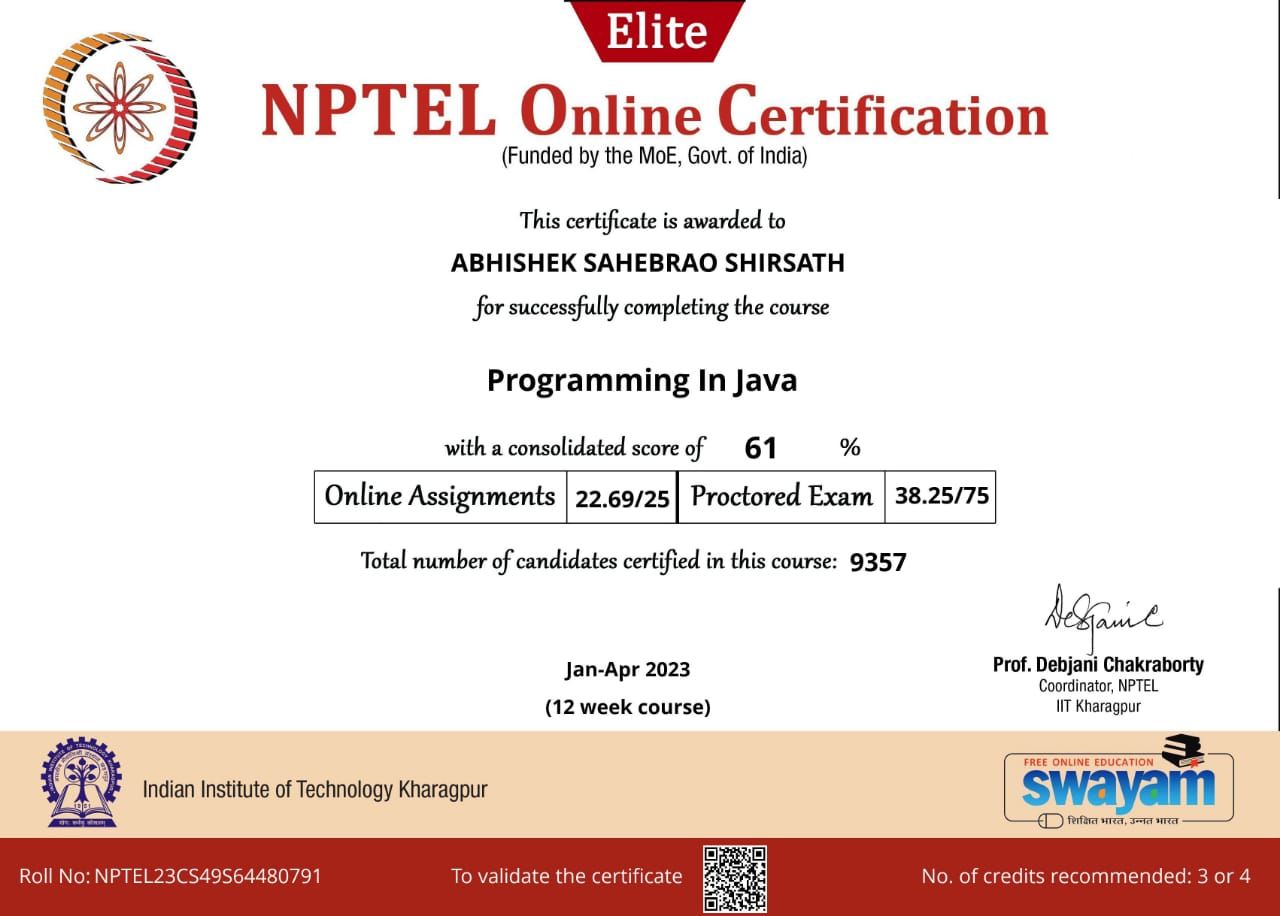 Elite
NPTEL Online Certification
(Funded by the MoE, Govt. of India)
This certificate is awarded to
ABHISHEK SAHEBRAO SHIRSATH
for successfully completing the course
Programming In Java
with a consolidated score of 61 %
Online Assignments 22.69/25 Proctored Exam 38.25/75
Total number of candidates certified in this course: 9357
Jan-Apr 2023
(12 week course)
Prof. Debjani Chakraborty
Coordinator, NPTEL
IIT Kharagpur
Indian Institute of Technology Kharagpur
FREE ONLINE EDUCATION
swayam
शिक्षित भारत, उन्नत भारत
Roll No: NPTEL23CS49S64480791
To validate the certificate
No. of credits recommended: 3 or 4